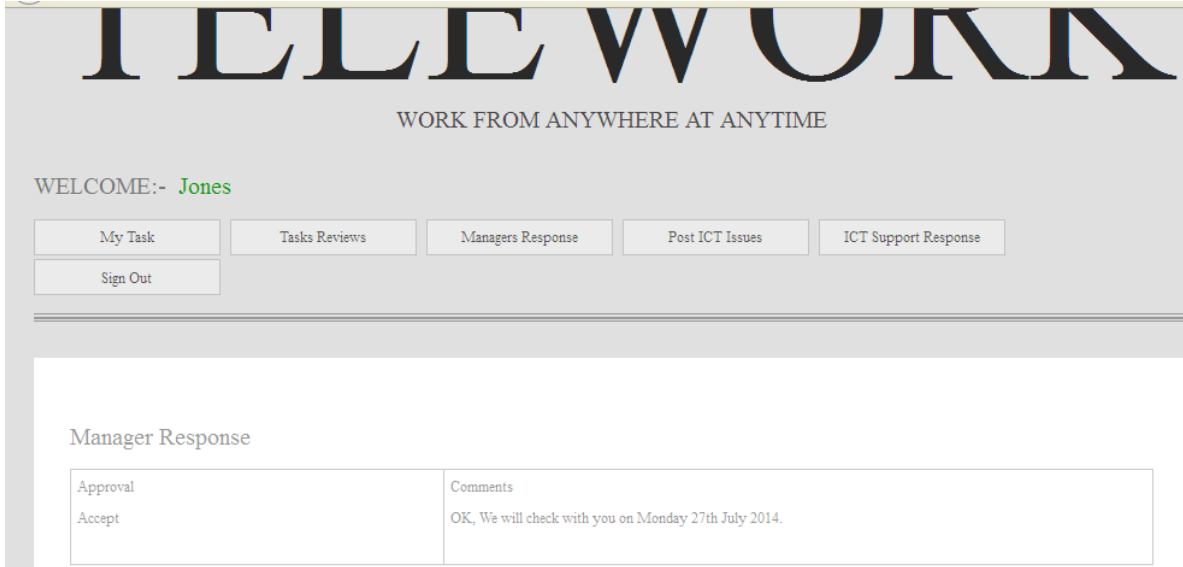 TELEWORK
WORK FROM ANYWHERE AT ANYTIME
WELCOME:- Jones
My Task Tasks Reviews Managers Response Post ICT Issues ICT Support Response
Sign Out
Manager Response
Approval Comments
Accept OK, We will check with you on Monday 27th July 2014.